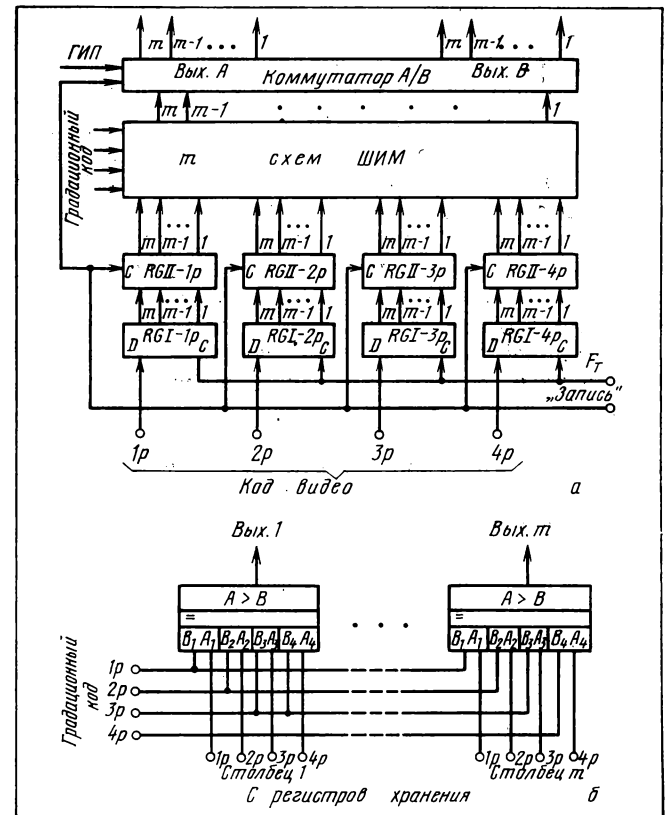 m m-1 . . . 1 m m-1 . . . 1
ГИП
Вых. А Вых. В
Коммутатор А/В
m m-1 . . . . . 1
Градационный код
m схем ШИМ
m m-1 ... 1 m m-1 ... 1 m m-1 ... 1 m m-1 ... 1
C RGII-1p C RGII-2p C RGII-3p C RGII-4p
m m-1 ... 1 m m-1 ... 1 m m-1 ... 1 m m-1 ... 1
D RGI-1p C D RGI-2p C D RGI-3p C D RGI-4p C
Fт
„Запись"
1p 2p 3p 4p
Код видео а
Вых. 1 Вых. m
A > B A > B
= =
B1 A1 B2 A2 B3 A3 B4 A4 . . . B1 A1 B2 A2 B3 A3 B4 A4
Градационный код
1p
2p
3p
4p
1p 2p 3p 4p 1p 2p 3p 4p
Столбец 1 Столбец m
С регистров хранения б